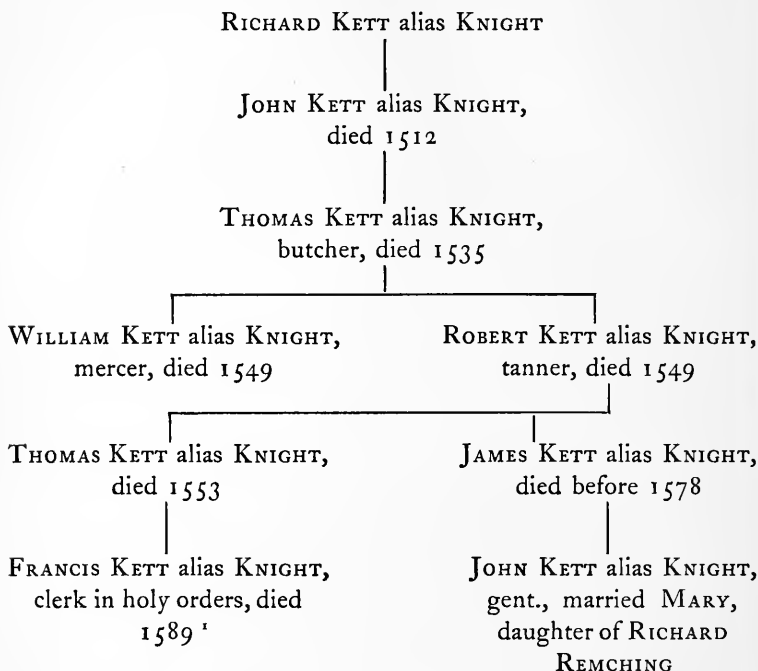 RICHARD KETT alias KNIGHT
JOHN KETT alias KNIGHT,
died 1512
THOMAS KETT alias KNIGHT,
butcher, died 1535
WILLIAM KETT alias KNIGHT,
mercer, died 1549
ROBERT KETT alias KNIGHT,
tanner, died 1549
THOMAS KETT alias KNIGHT,
died 1553
JAMES KETT alias KNIGHT,
died before 1578
FRANCIS KETT alias KNIGHT,
clerk in holy orders, died
1589 ¹
JOHN KETT alias KNIGHT,
gent., married MARY,
daughter of RICHARD
REMCHING